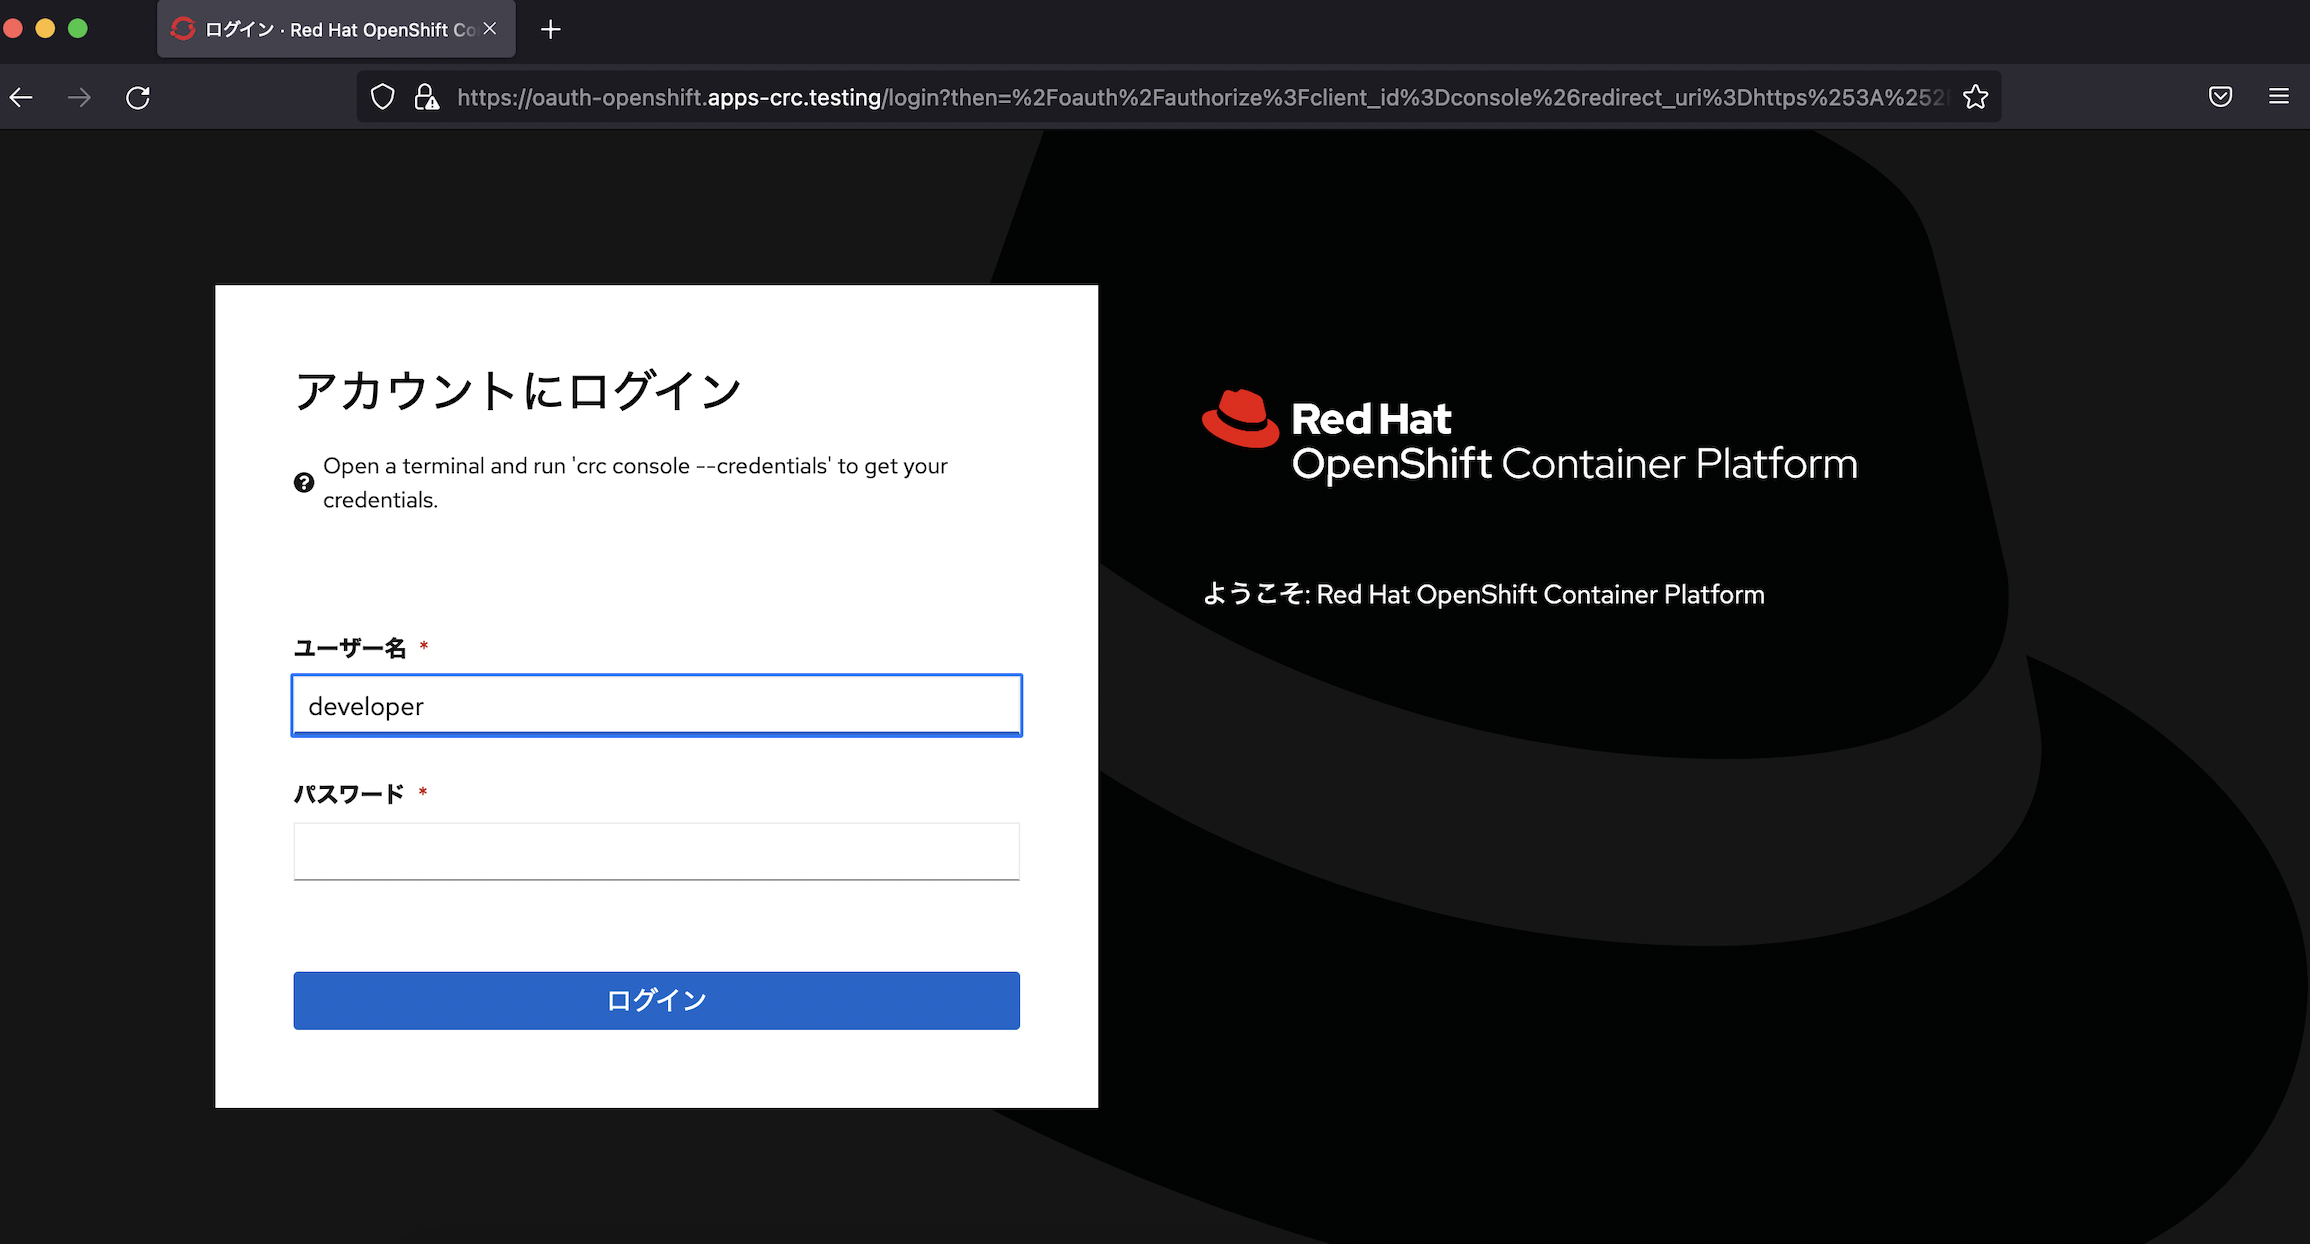 ログイン · Red Hat OpenShift Co
https://oauth-openshift.apps-crc.testing/login?then=%2Foauth%2Fauthorize%3Fclient_id%3Dconsole%26redirect_uri%3Dhttps%253A%252F
アカウントにログイン
Open a terminal and run 'crc console --credentials' to get your
credentials.
ユーザー名 *
developer
パスワード *
ログイン
Red Hat
OpenShift Container Platform
ようこそ: Red Hat OpenShift Container Platform